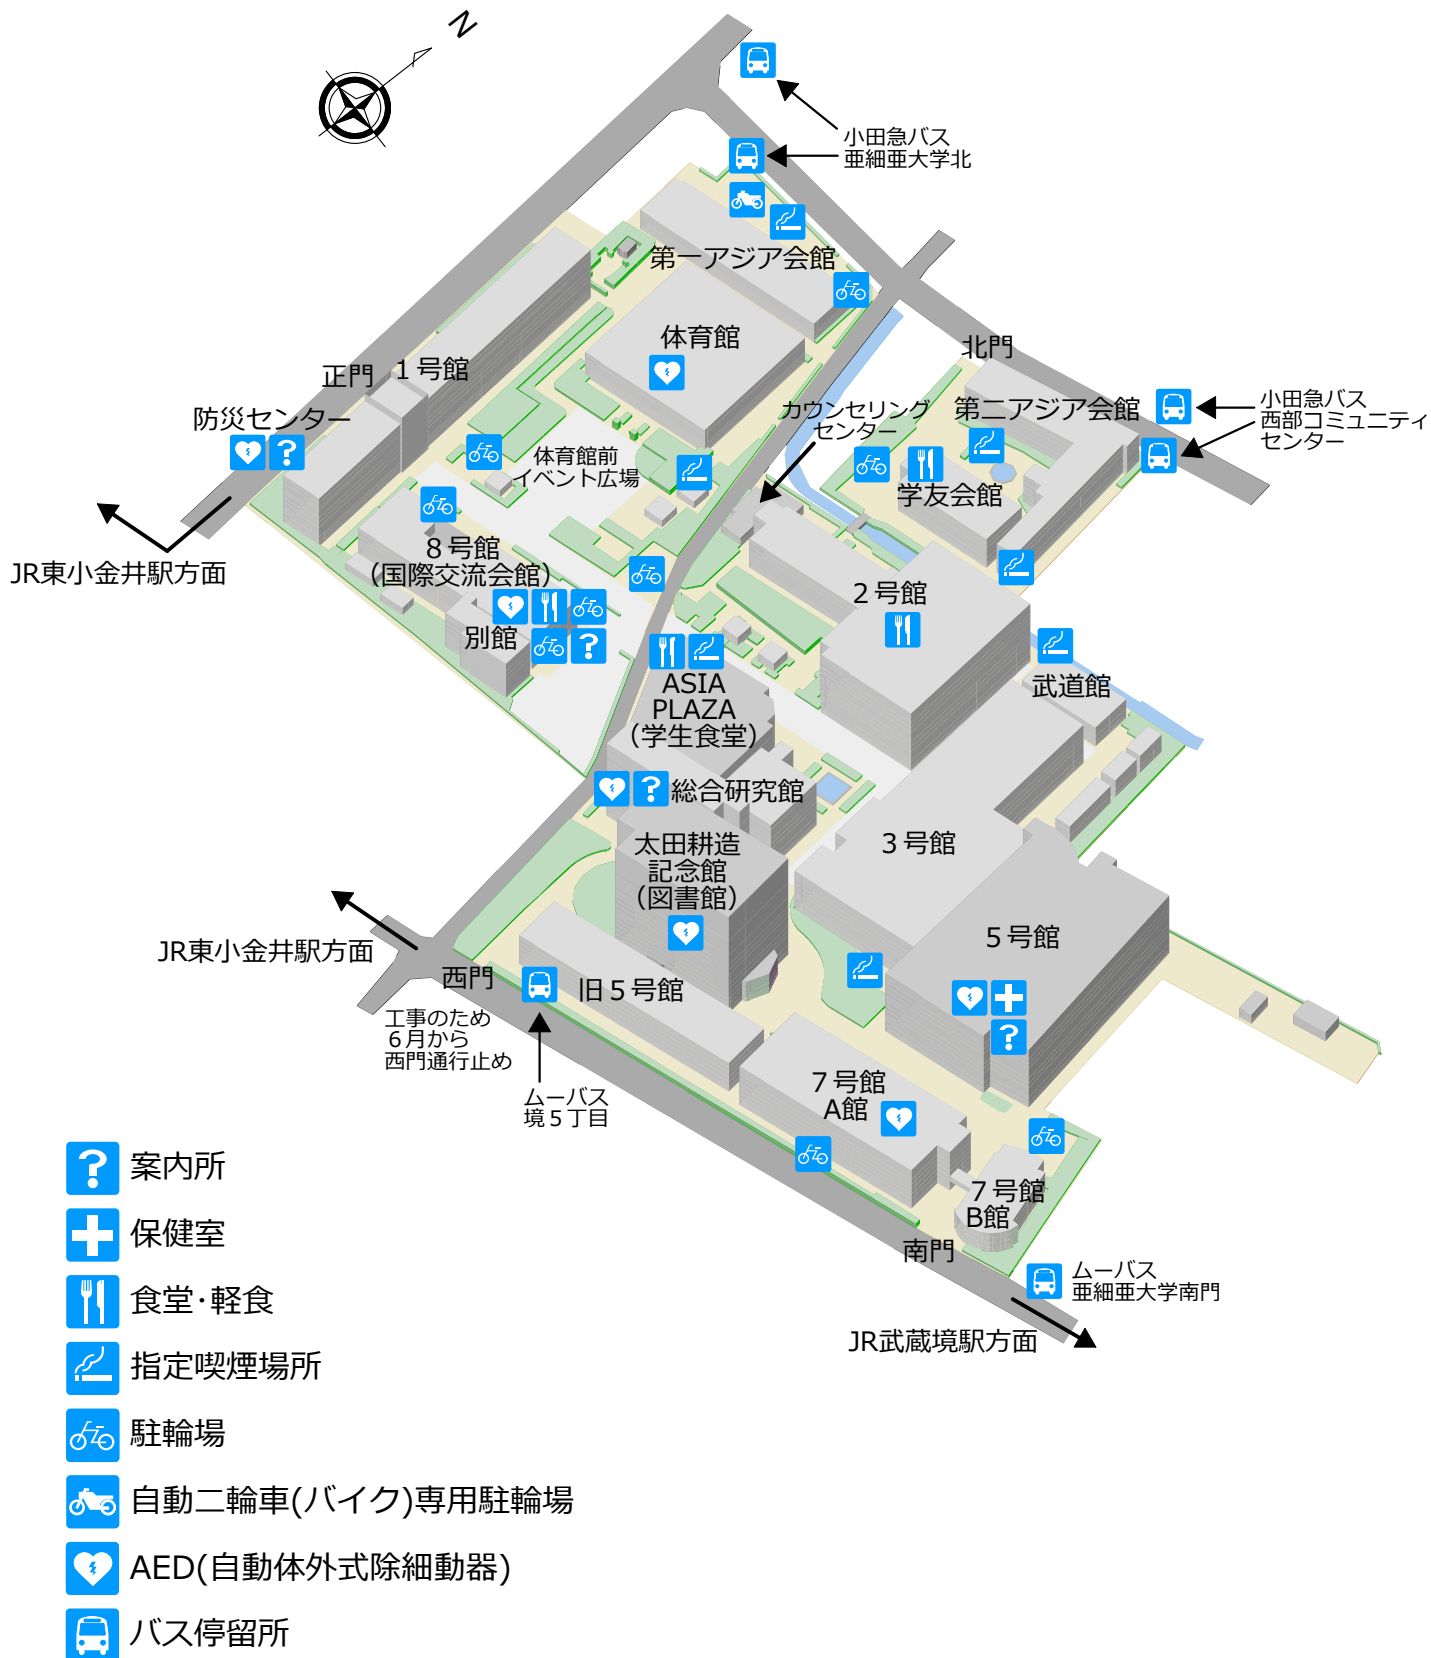 N
小田急バス
亜細亜大学北
第一アジア会館
体育館
北門
正門
１号館
防災センター
カウンセリング
センター
第二アジア会館
小田急バス
西部コミュニティ
センター
体育館前
イベント広場
学友会館
JR東小金井駅方面
８号館
（国際交流会館）
別館
２号館
武道館
ASIA
PLAZA
（学生食堂）
総合研究館
太田耕造
記念館
（図書館）
３号館
５号館
JR東小金井駅方面
西門
旧５号館
工事のため
６月から
西門通行止め
ムーバス
境５丁目
７号館
A館
７号館
B館
南門
ムーバス
亜細亜大学南門
JR武蔵境駅方面
案内所
保健室
食堂･軽食
指定喫煙場所
駐輪場
自動二輪車(バイク)専用駐輪場
AED(自動体外式除細動器)
バス停留所